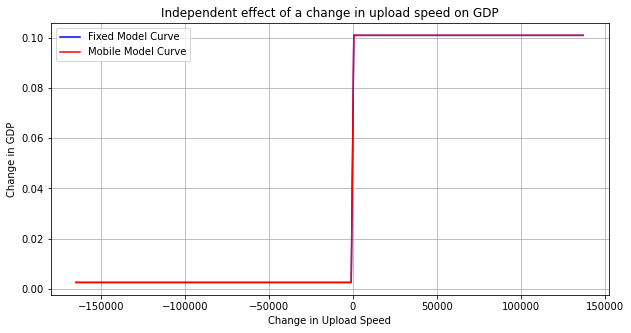 Independent effect of a change in upload speed on GDP
Fixed Model Curve
Mobile Model Curve
Change in GDP
0.10
0.08
0.06
0.04
0.02
0.00
−150000 −100000 −50000 0 50000 100000 150000
Change in Upload Speed